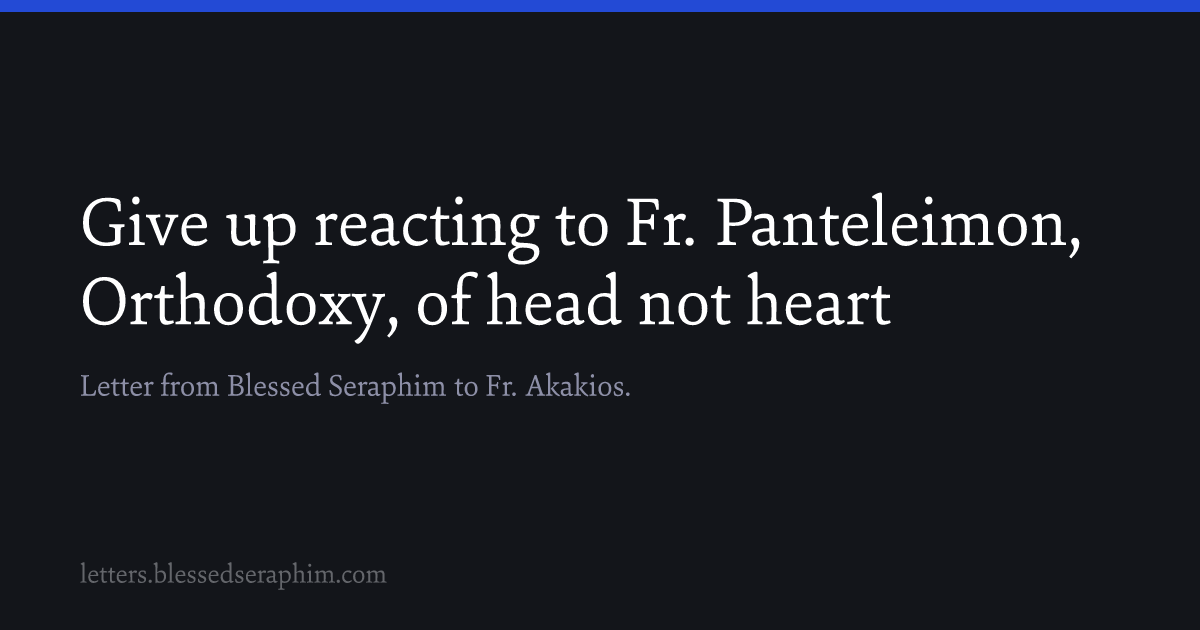 Give up reacting to Fr. Panteleimon,
Orthodoxy, of head not heart
Letter from Blessed Seraphim to Fr. Akakios.
letters.blessedseraphim.com